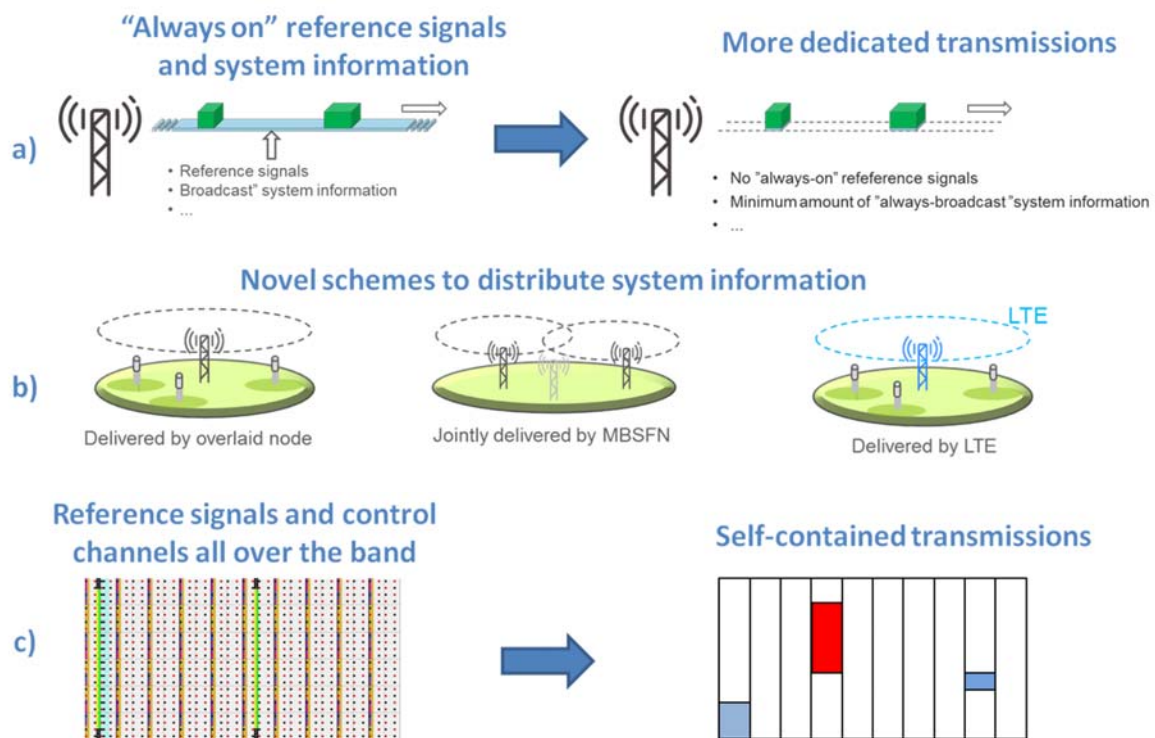 “Always on” reference signals
and system information
More dedicated transmissions
a)
• Reference signals
• Broadcast” system information
• ...
• No ”always-on” refeference signals
• Minimum amount of ”always-broadcast ”system information
• ...
Novel schemes to distribute system information
LTE
b)
Delivered by overlaid node
Jointly delivered by MBSFN
Delivered by LTE
Reference signals and control
channels all over the band
Self-contained transmissions
c)